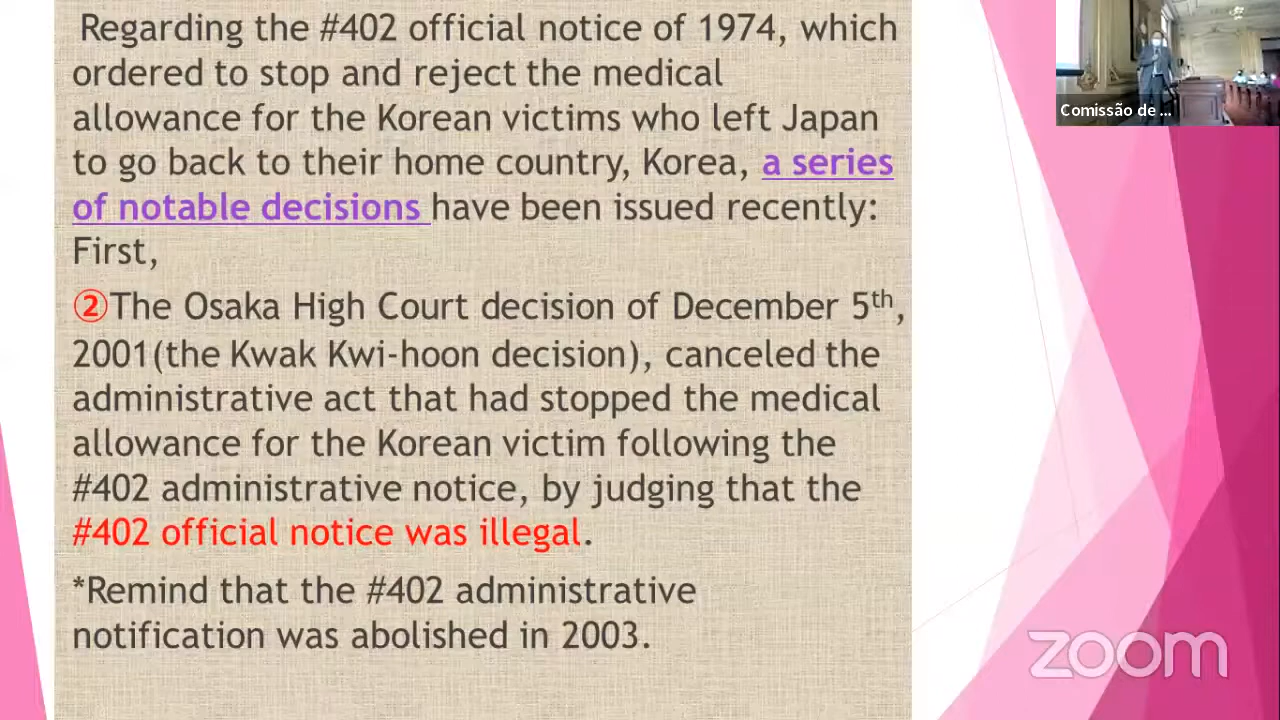 Regarding the #402 official notice of 1974, which
ordered to stop and reject the medical
allowance for the Korean victims who left Japan
to go back to their home country, Korea, a series
of notable decisions have been issued recently:
First,
②The Osaka High Court decision of December 5th,
2001(the Kwak Kwi-hoon decision), canceled the
administrative act that had stopped the medical
allowance for the Korean victim following the
#402 administrative notice, by judging that the
#402 official notice was illegal.
*Remind that the #402 administrative
notification was abolished in 2003.
Comissão de ...
zoom